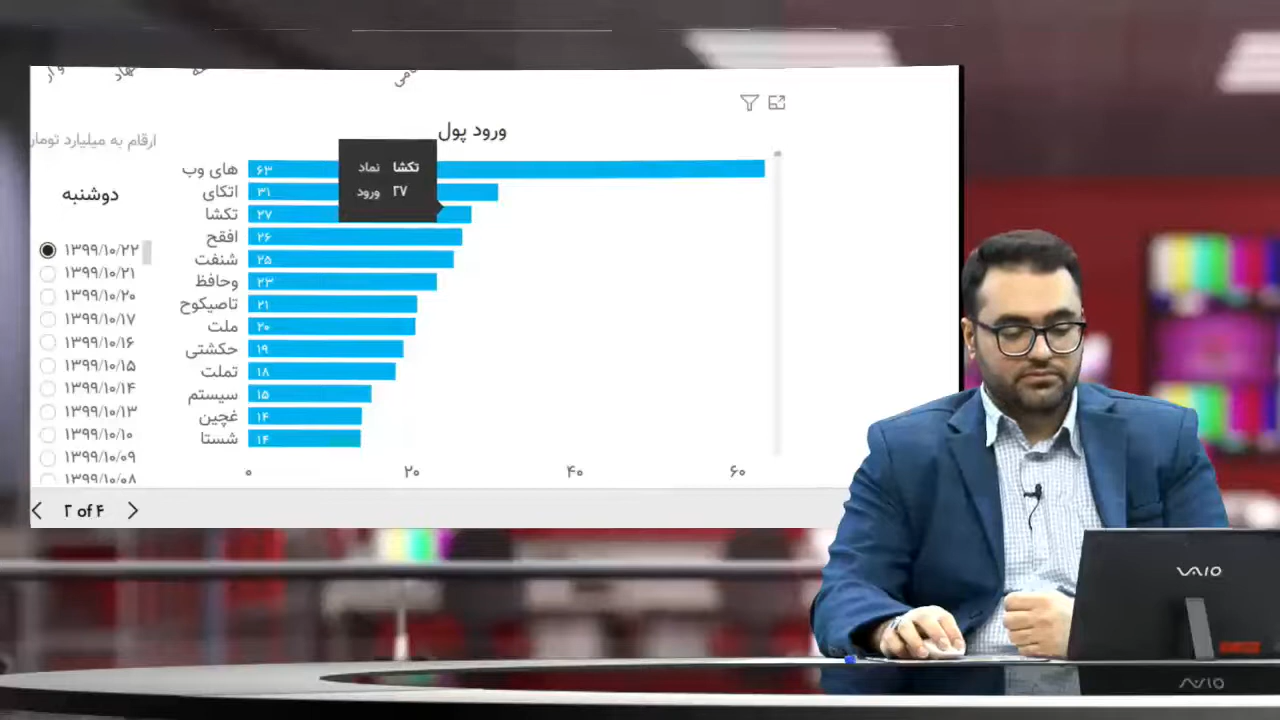 ورود پول
ارقام به میلیارد تومان
دوشنبه
۱۳۹۹/۱۰/۲۲
۱۳۹۹/۱۰/۲۱
۱۳۹۹/۱۰/۲۰
۱۳۹۹/۱۰/۱۷
۱۳۹۹/۱۰/۱۶
۱۳۹۹/۱۰/۱۵
۱۳۹۹/۱۰/۱۴
۱۳۹۹/۱۰/۱۳
۱۳۹۹/۱۰/۱۰
۱۳۹۹/۱۰/۰۹
۱۳۹۹/۱۰/۰۸
های وب ۶۳
اتکای ۳۱
تکشا ۲۷
افقح ۲۶
شنفت ۲۵
وحافظ ۲۳
تاصیکوح ۲۱
ملت ۲۰
حکشتی ۱۹
تملت ۱۸
سیستم ۱۵
غچین ۱۴
شستا ۱۴
نماد تکشا
ورود ۲۷
۰ ۲۰ ۴۰ ۶۰
۲ of ۴
VAIO